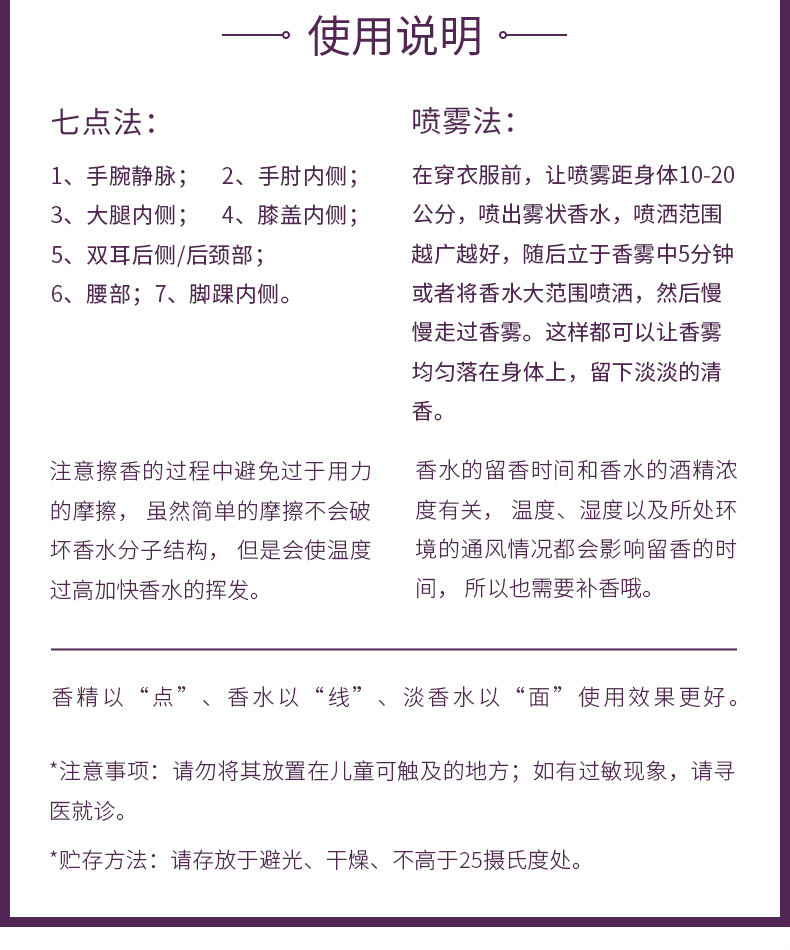 使用说明
七点法：
1、手腕静脉； 2、手肘内侧；
3、大腿内侧； 4、膝盖内侧；
5、双耳后侧/后颈部；
6、腰部；7、脚踝内侧。
喷雾法：
在穿衣服前，让喷雾距身体10-20
公分，喷出雾状香水，喷洒范围
越广越好，随后立于香雾中5分钟
或者将香水大范围喷洒，然后慢
慢走过香雾。这样都可以让香雾
均匀落在身体上，留下淡淡的清
香。
注意擦香的过程中避免过于用力
的摩擦， 虽然简单的摩擦不会破
坏香水分子结构， 但是会使温度
过高加快香水的挥发。
香水的留香时间和香水的酒精浓
度有关， 温度、湿度以及所处环
境的通风情况都会影响留香的时
间， 所以也需要补香哦。
香精以“点”、香水以“线”、淡香水以“面”使用效果更好。
*注意事项：请勿将其放置在儿童可触及的地方；如有过敏现象，请寻
医就诊。
*贮存方法：请存放于避光、干燥、不高于25摄氏度处。